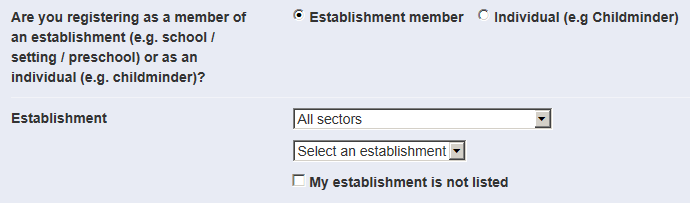 Are you registering as a member of
an establishment (e.g. school /
setting / preschool) or as an
individual (e.g. childminder)?
Establishment member
Individual (e.g Childminder)
Establishment
All sectors
Select an establishment
My establishment is not listed